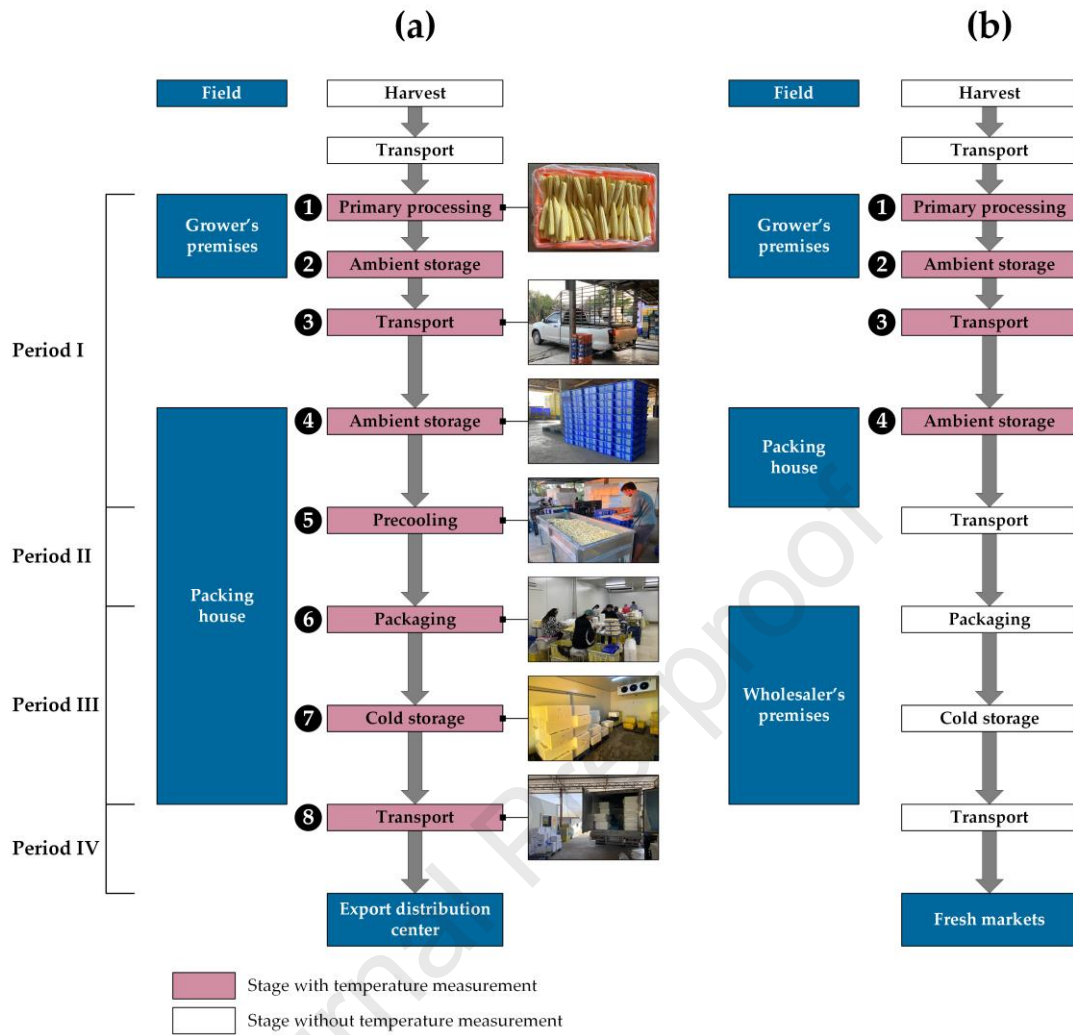 (a)
(b)
Field
Harvest
Field
Harvest
Transport
Transport
Grower's
premises
1 Primary processing
Grower's
premises
1 Primary processing
2 Ambient storage
2 Ambient storage
Period I
3 Transport
3 Transport
4 Ambient storage
Packing
house
4 Ambient storage
Period II
5 Precooling
Transport
Packing
house
6 Packaging
Packaging
Period III
7 Cold storage
Wholesaler's
premises
Cold storage
Period IV
8 Transport
Transport
Export distribution
center
Fresh markets
Stage with temperature measurement
Stage without temperature measurement
Journal Pre-proof